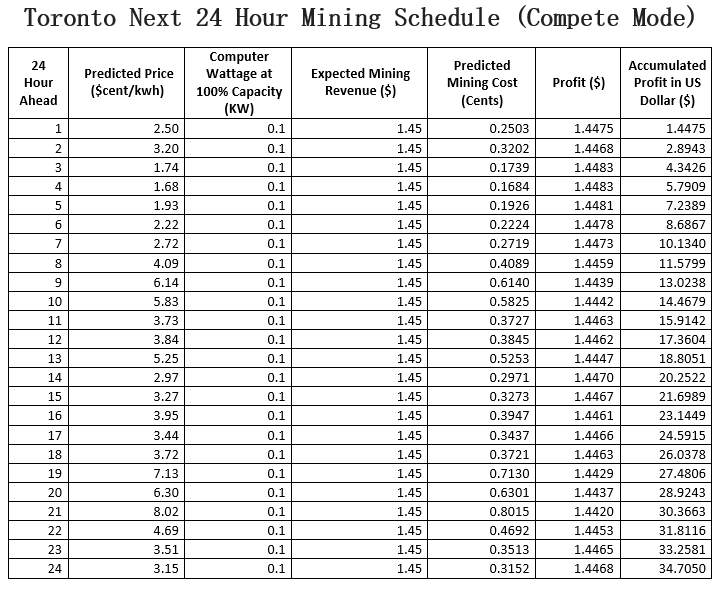 Toronto Next 24 Hour Mining Schedule (Compete Mode)
24 Hour Ahead | Predicted Price ($cent/kwh) | Computer Wattage at 100% Capacity (KW) | Expected Mining Revenue ($) | Predicted Mining Cost (Cents) | Profit ($) | Accumulated Profit in US Dollar ($)
1 | 2.50 | 0.1 | 1.45 | 0.2503 | 1.4475 | 1.4475
2 | 3.20 | 0.1 | 1.45 | 0.3202 | 1.4468 | 2.8943
3 | 1.74 | 0.1 | 1.45 | 0.1739 | 1.4483 | 4.3426
4 | 1.68 | 0.1 | 1.45 | 0.1684 | 1.4483 | 5.7909
5 | 1.93 | 0.1 | 1.45 | 0.1926 | 1.4481 | 7.2389
6 | 2.22 | 0.1 | 1.45 | 0.2224 | 1.4478 | 8.6867
7 | 2.72 | 0.1 | 1.45 | 0.2719 | 1.4473 | 10.1340
8 | 4.09 | 0.1 | 1.45 | 0.4089 | 1.4459 | 11.5799
9 | 6.14 | 0.1 | 1.45 | 0.6140 | 1.4439 | 13.0238
10 | 5.83 | 0.1 | 1.45 | 0.5825 | 1.4442 | 14.4679
11 | 3.73 | 0.1 | 1.45 | 0.3727 | 1.4463 | 15.9142
12 | 3.84 | 0.1 | 1.45 | 0.3845 | 1.4462 | 17.3604
13 | 5.25 | 0.1 | 1.45 | 0.5253 | 1.4447 | 18.8051
14 | 2.97 | 0.1 | 1.45 | 0.2971 | 1.4470 | 20.2522
15 | 3.27 | 0.1 | 1.45 | 0.3273 | 1.4467 | 21.6989
16 | 3.95 | 0.1 | 1.45 | 0.3947 | 1.4461 | 23.1449
17 | 3.44 | 0.1 | 1.45 | 0.3437 | 1.4466 | 24.5915
18 | 3.72 | 0.1 | 1.45 | 0.3721 | 1.4463 | 26.0378
19 | 7.13 | 0.1 | 1.45 | 0.7130 | 1.4429 | 27.4806
20 | 6.30 | 0.1 | 1.45 | 0.6301 | 1.4437 | 28.9243
21 | 8.02 | 0.1 | 1.45 | 0.8015 | 1.4420 | 30.3663
22 | 4.69 | 0.1 | 1.45 | 0.4692 | 1.4453 | 31.8116
23 | 3.51 | 0.1 | 1.45 | 0.3513 | 1.4465 | 33.2581
24 | 3.15 | 0.1 | 1.45 | 0.3152 | 1.4468 | 34.7050